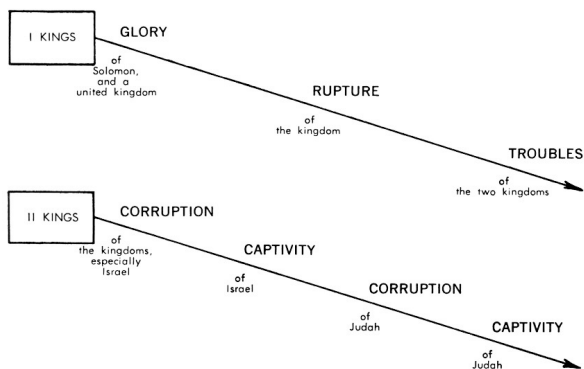 I KINGS
GLORY
of
Solomon,
and a
united kingdom
RUPTURE
of
the kingdom
TROUBLES
of
the two kingdoms
II KINGS
CORRUPTION
of
the kingdoms,
especially
Israel
CAPTIVITY
of
Israel
CORRUPTION
of
Judah
CAPTIVITY
of
Judah